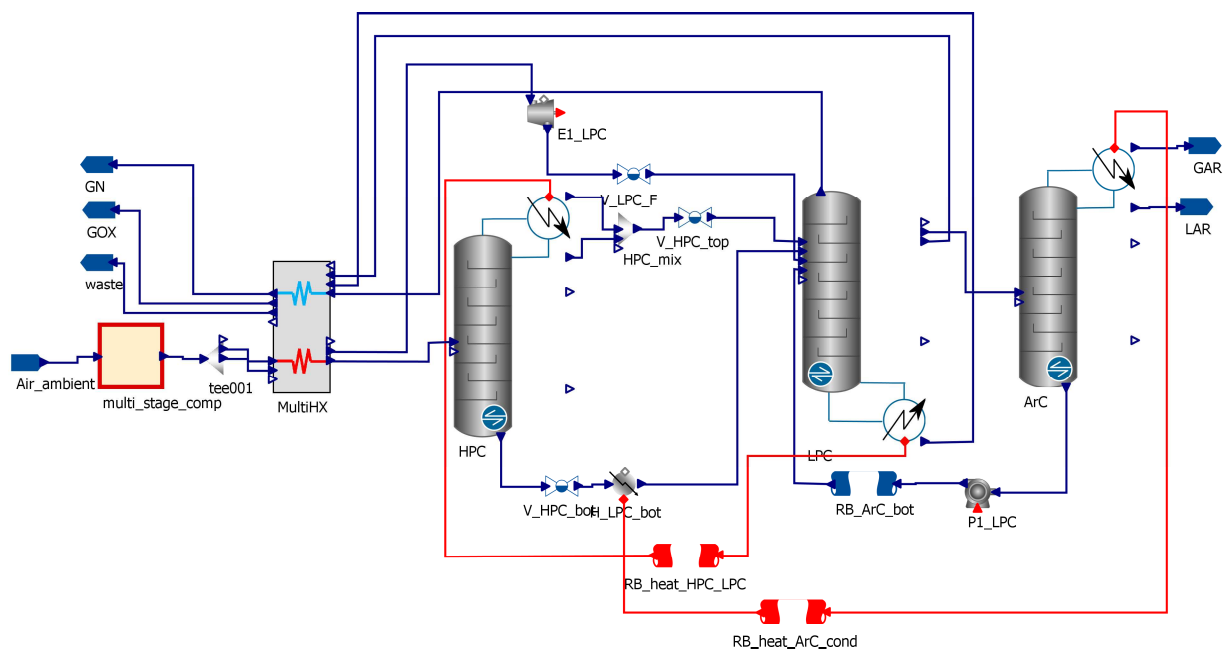 E1_LPC
GN
GAR
V_LPC_F
GOX
LAR
V_HPC_top
HPC_mix
waste
Air_ambient
multi_stage_comp
tee001
MultiHX
ArC
HPC
LPC
V_HPC_bot
H_LPC_bot
RB_ArC_bot
P1_LPC
RB_heat_HPC_LPC
RB_heat_ArC_cond